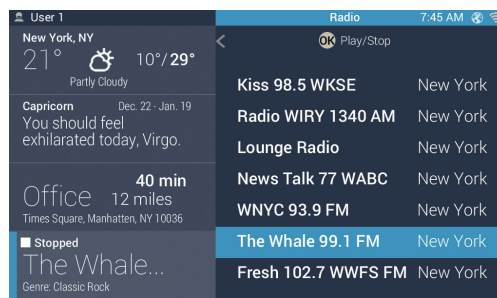 User 1
Radio
7:45 AM
New York, NY
21° 10°/29°
Partly Cloudy
Capricorn Dec. 22 - Jan. 19
You should feel
exhilarated today, Virgo.
40 min
Office 12 miles
Times Square, Manhatten, NY 10036
Stopped
The Whale...
Genre: Classic Rock
OK Play/Stop
Kiss 98.5 WKSE New York
Radio WIRY 1340 AM New York
Lounge Radio New York
News Talk 77 WABC New York
WNYC 93.9 FM New York
The Whale 99.1 FM New York
Fresh 102.7 WWFS FM New York